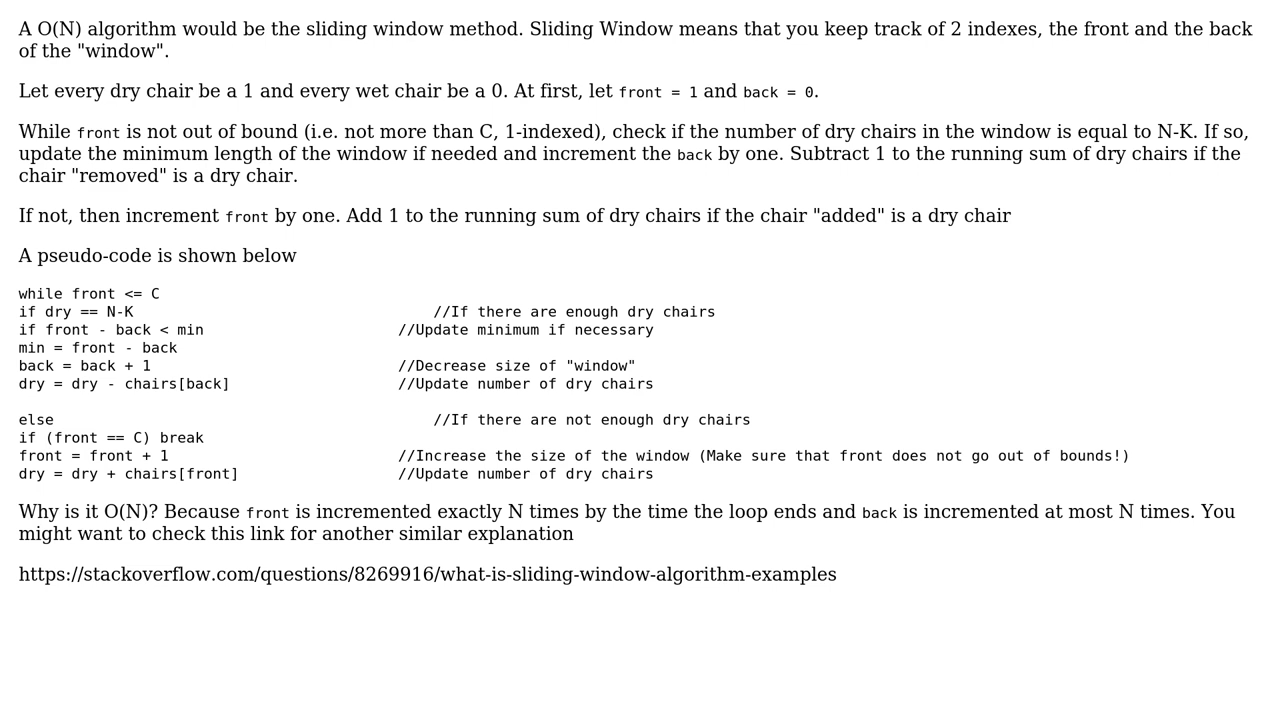 A O(N) algorithm would be the sliding window method. Sliding Window means that you keep track of 2 indexes, the front and the back
of the "window".
Let every dry chair be a 1 and every wet chair be a 0. At first, let front = 1 and back = 0.
While front is not out of bound (i.e. not more than C, 1-indexed), check if the number of dry chairs in the window is equal to N-K. If so,
update the minimum length of the window if needed and increment the back by one. Subtract 1 to the running sum of dry chairs if the
chair "removed" is a dry chair.
If not, then increment front by one. Add 1 to the running sum of dry chairs if the chair "added" is a dry chair
A pseudo-code is shown below
while front <= C
if dry == N-K //If there are enough dry chairs
if front - back < min //Update minimum if necessary
min = front - back
back = back + 1 //Decrease size of "window"
dry = dry - chairs[back] //Update number of dry chairs
else //If there are not enough dry chairs
if (front == C) break
front = front + 1 //Increase the size of the window (Make sure that front does not go out of bounds!)
dry = dry + chairs[front] //Update number of dry chairs
Why is it O(N)? Because front is incremented exactly N times by the time the loop ends and back is incremented at most N times. You
might want to check this link for another similar explanation
https://stackoverflow.com/questions/8269916/what-is-sliding-window-algorithm-examples